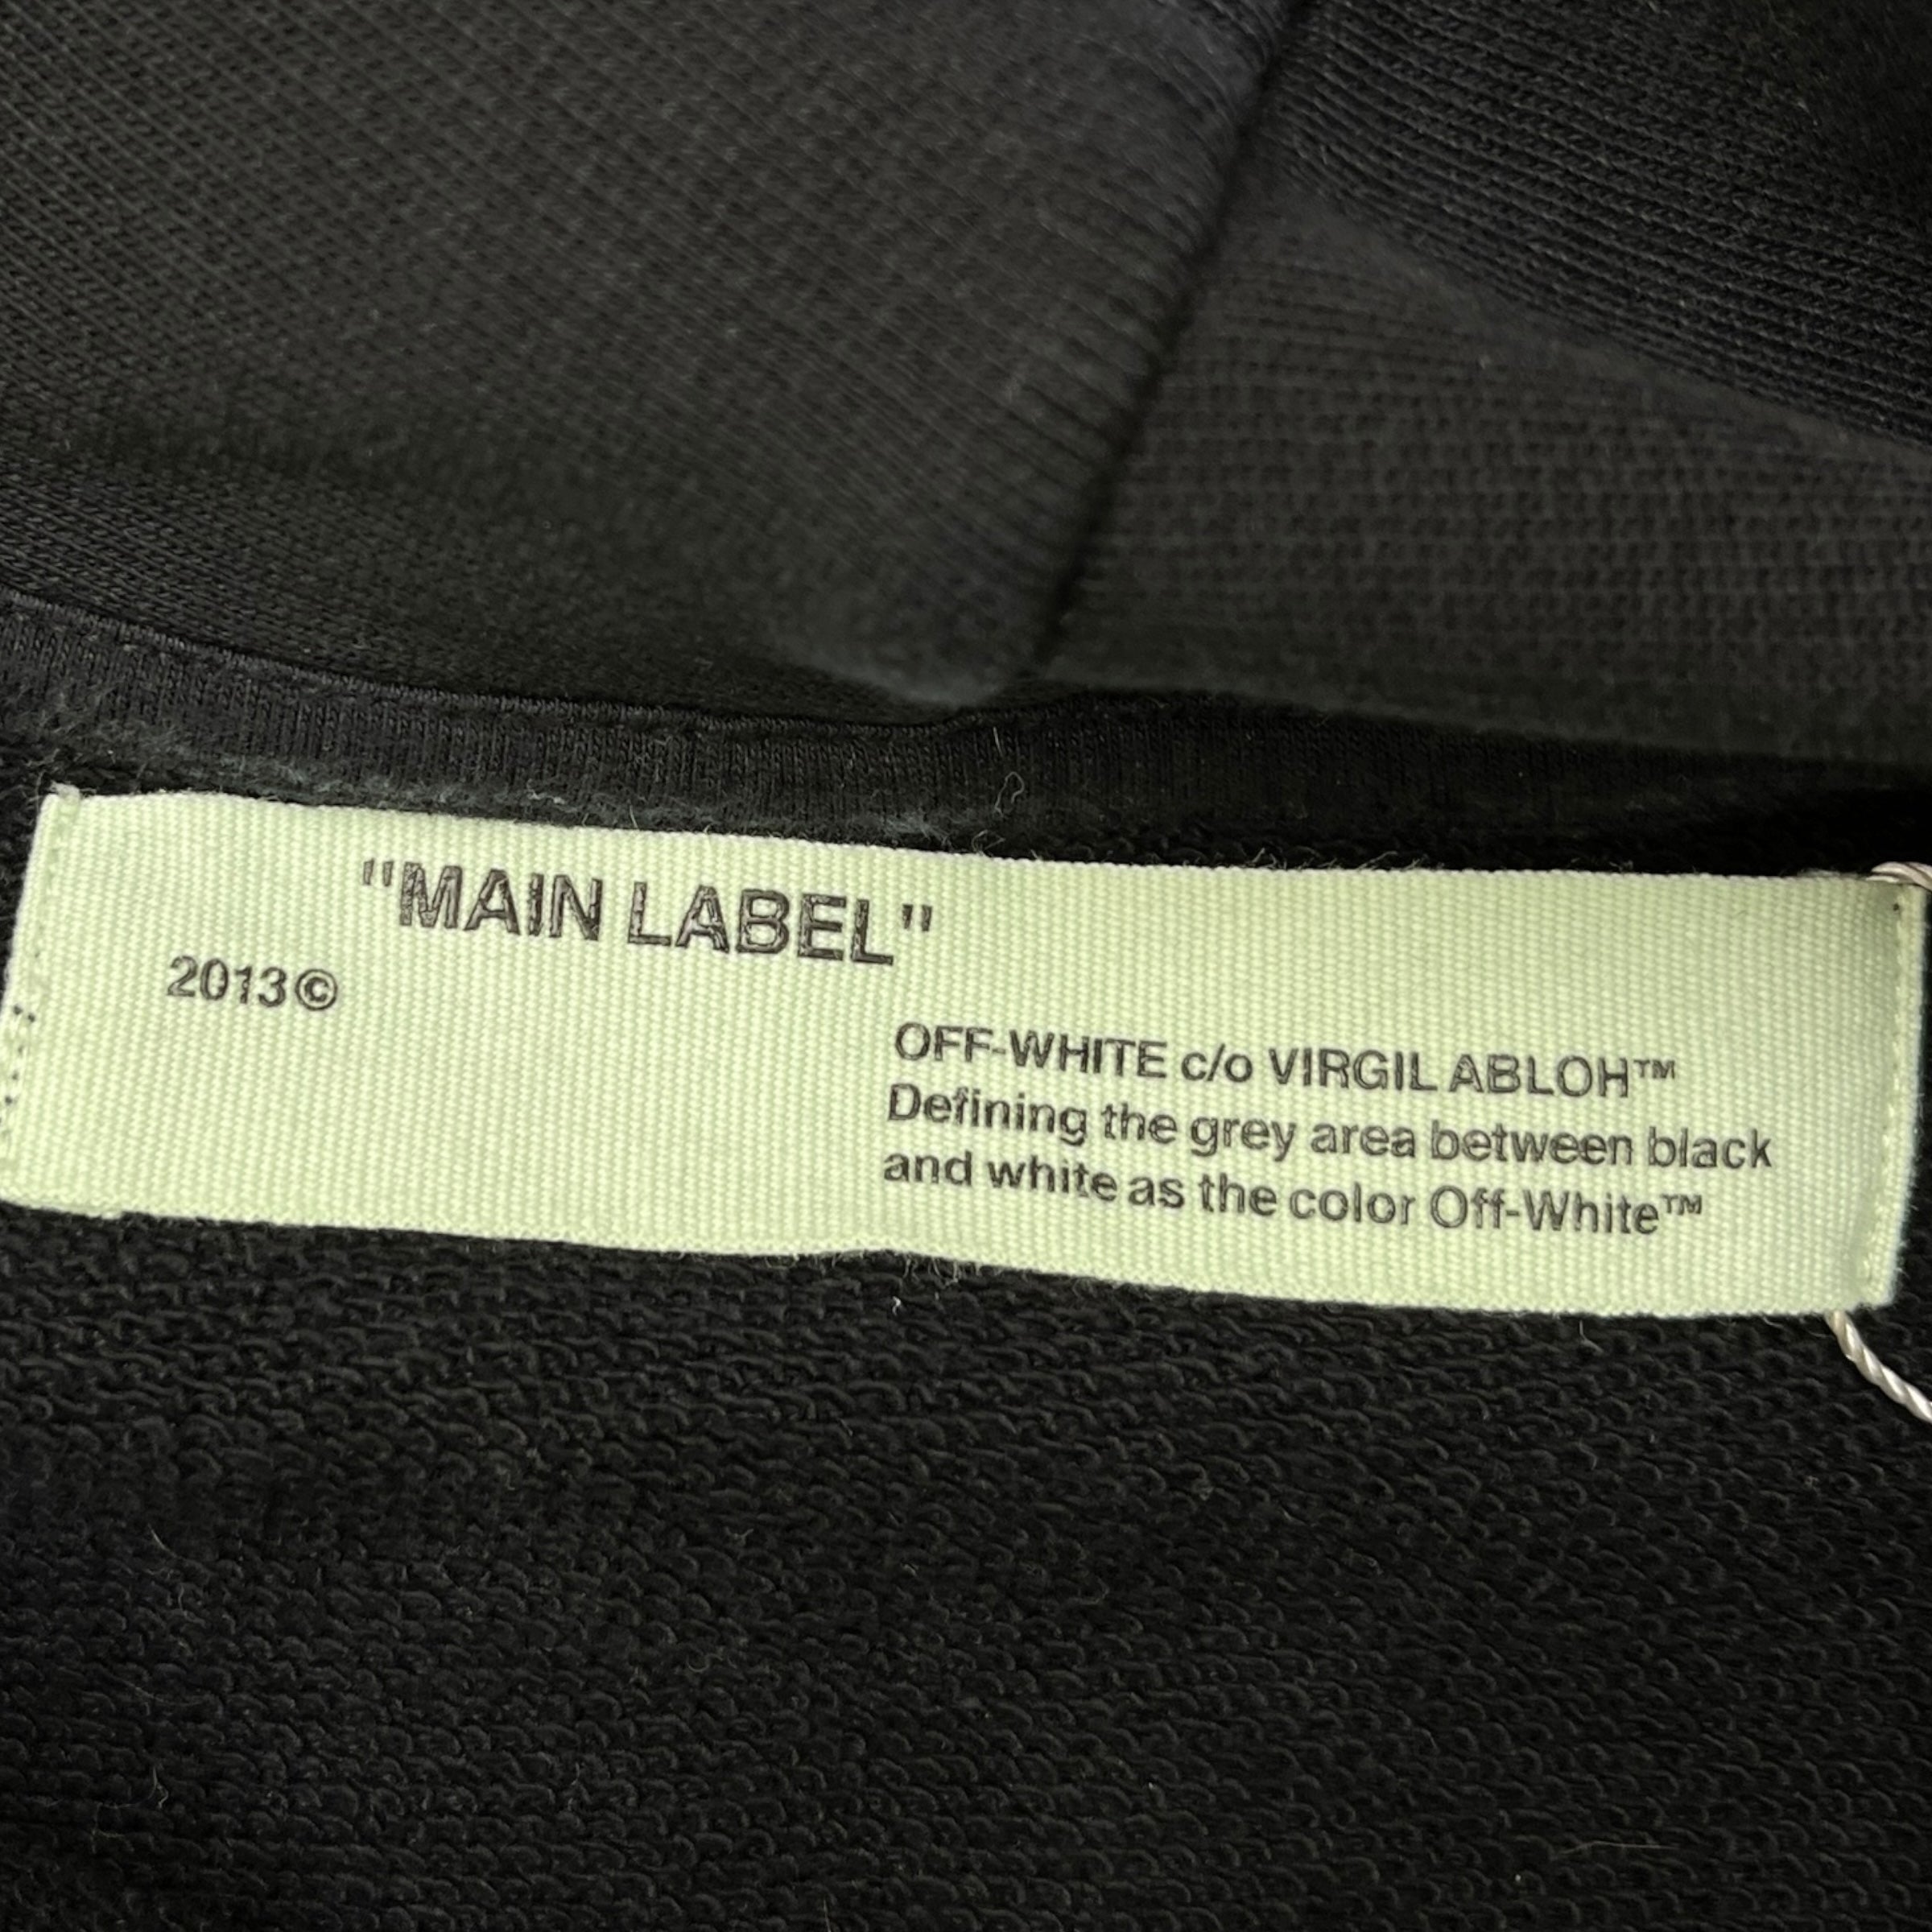 "MAIN LABEL"
2013©
OFF-WHITE c/o VIRGIL ABLOH™
Defining the grey area between black
and white as the color Off-White™